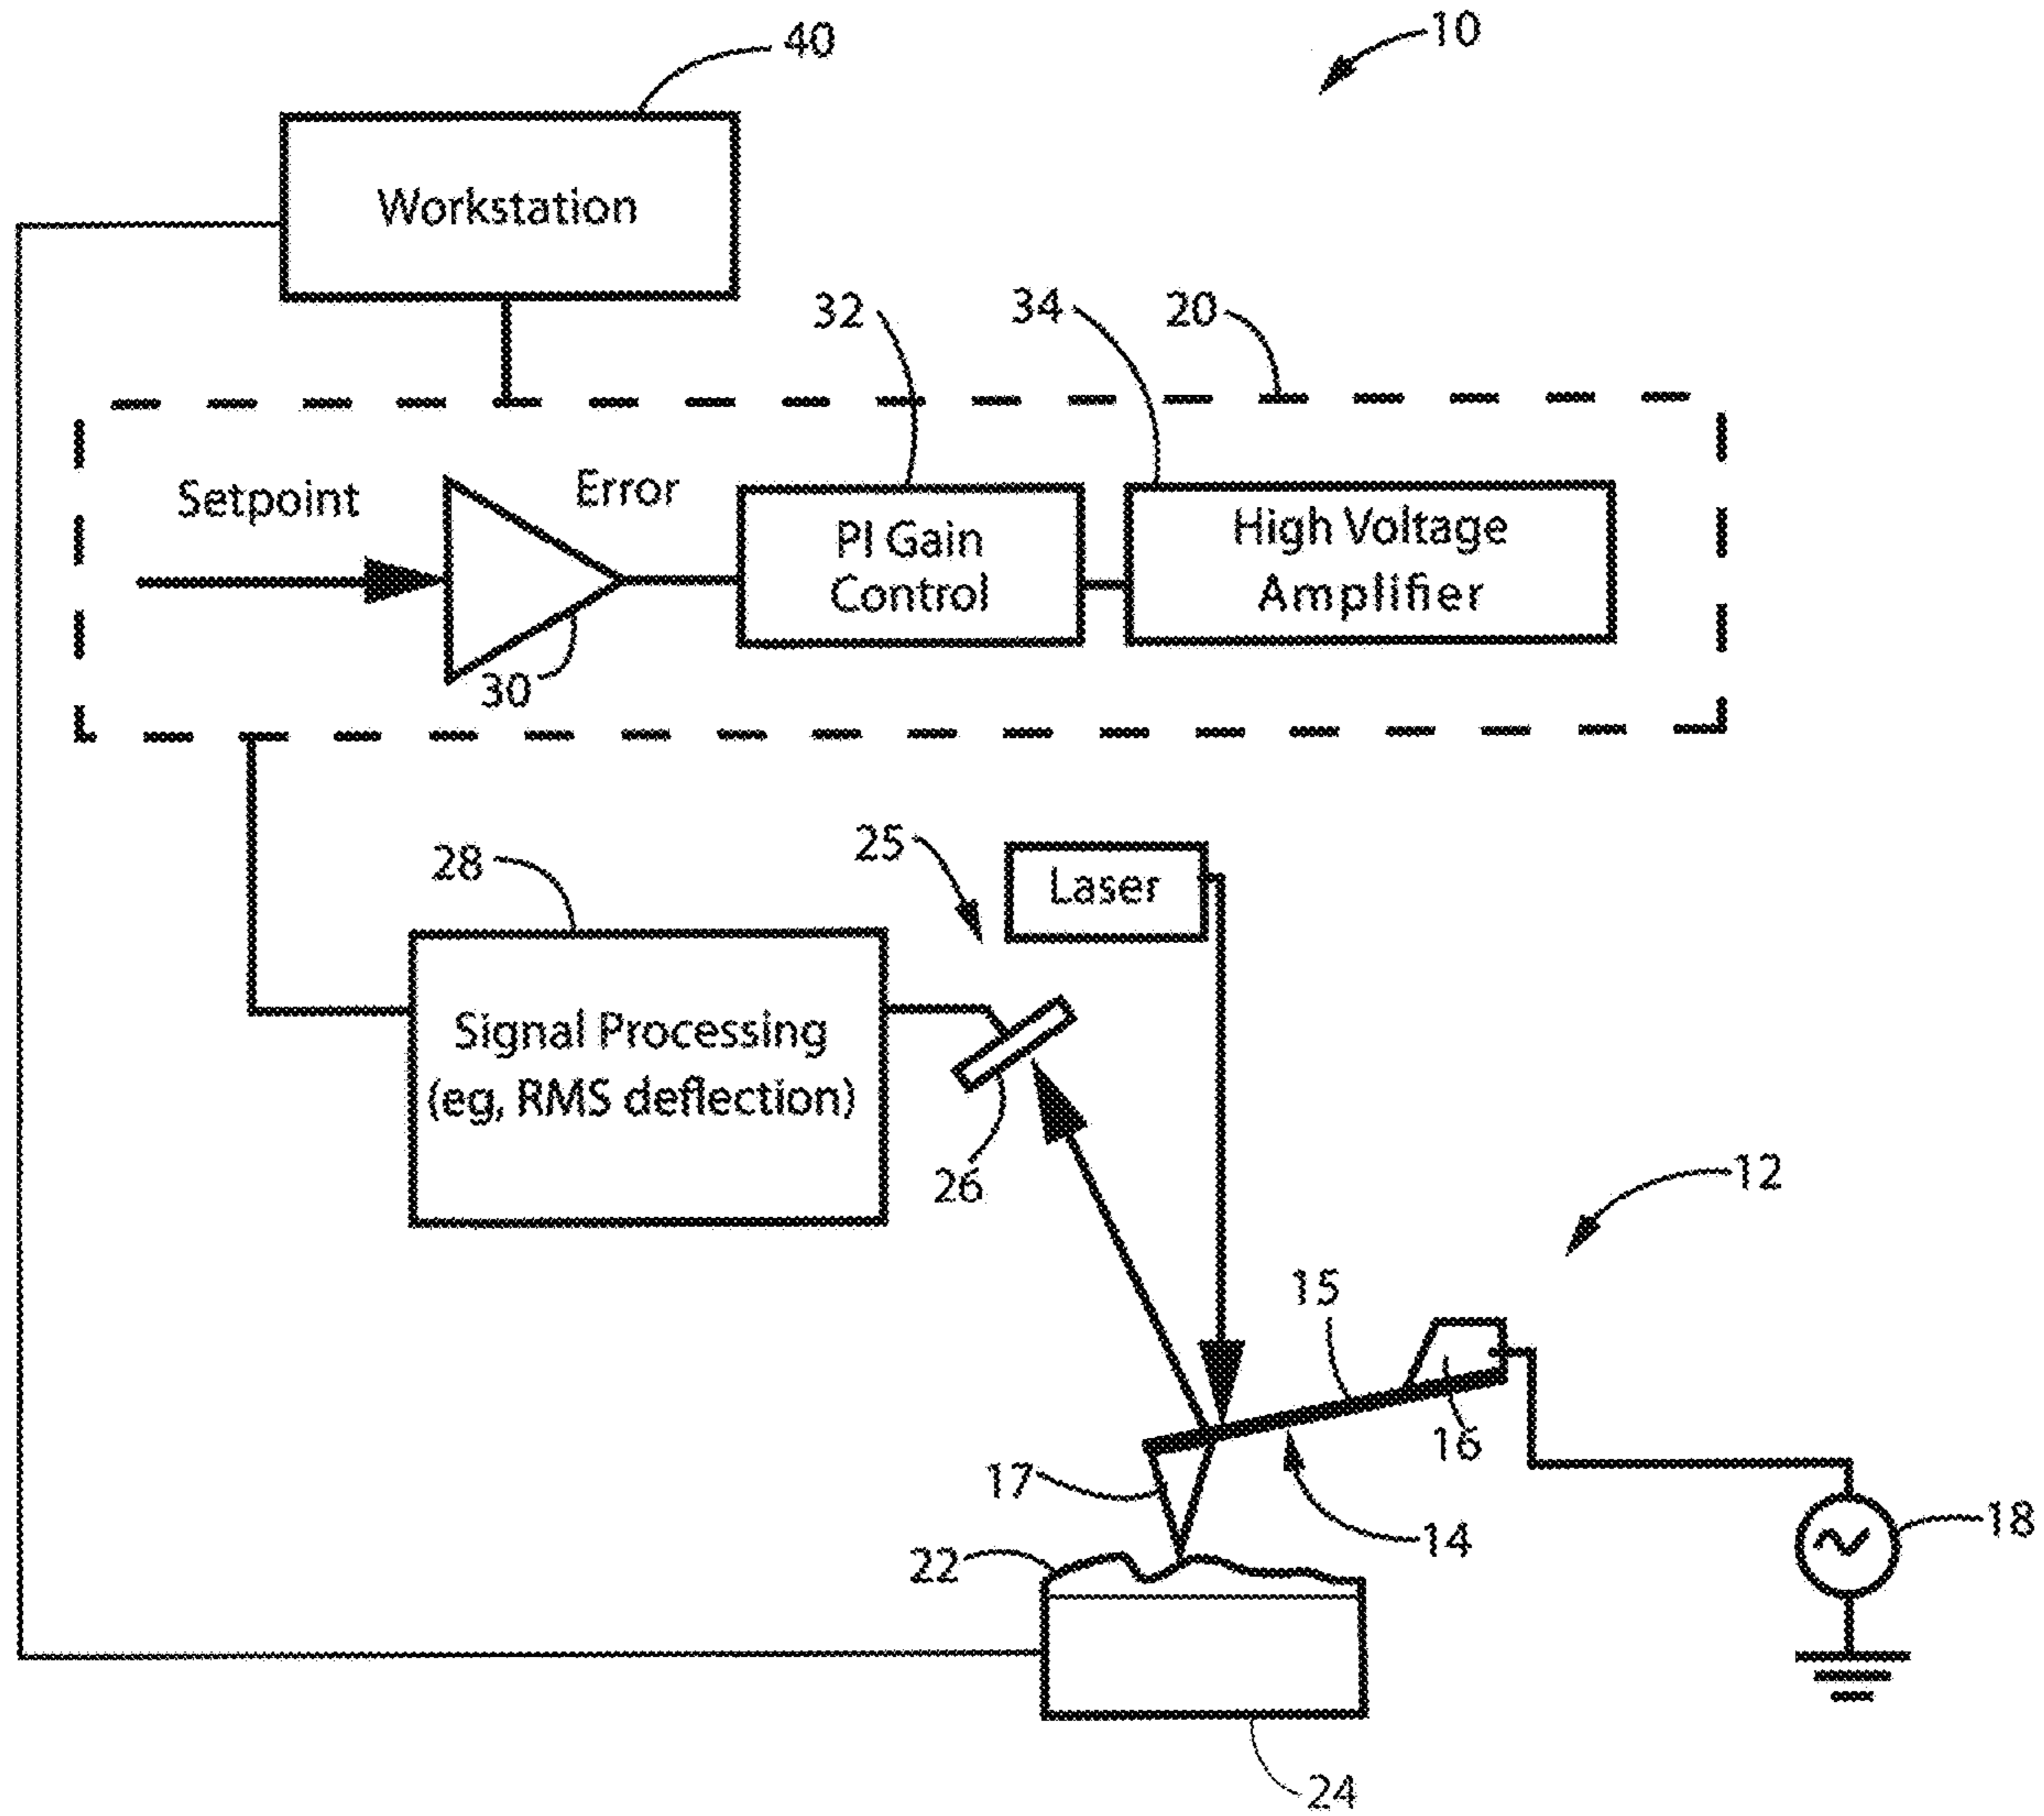 40
10
Workstation
32
34
20
Setpoint
Error
PI Gain
Control
High Voltage
Amplifier
30
25
28
Laser
Signal Processing
(eg, RMS deflection)
26
12
15
16
17
14
18
22
24